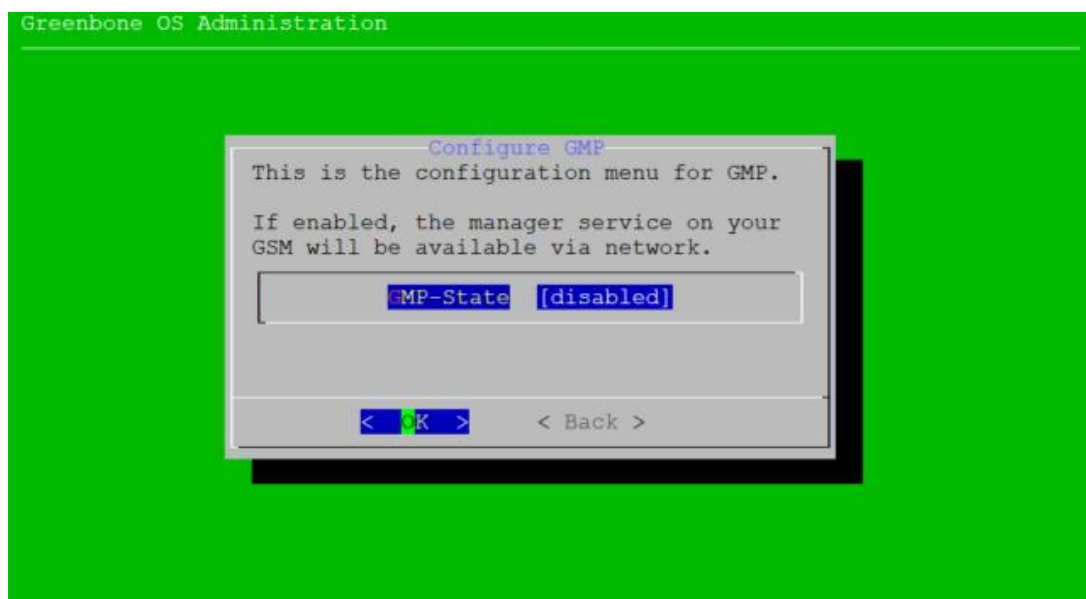 Greenbone OS Administration
Configure GMP
This is the configuration menu for GMP.
If enabled, the manager service on your
GSM will be available via network.
GMP-State [disabled]
< OK > < Back >